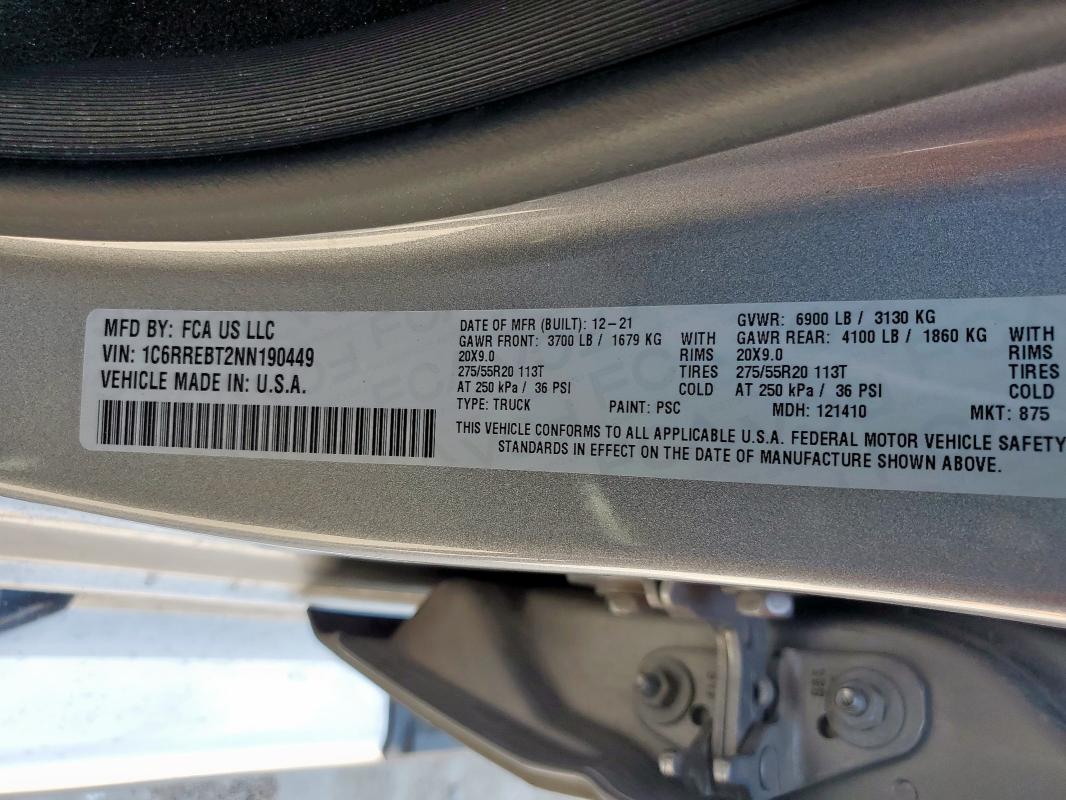 MFD BY: FCA US LLC
VIN: 1C6RREBT2NN190449
VEHICLE MADE IN: U.S.A.
DATE OF MFR (BUILT): 12-21
GAWR FRONT: 3700 LB / 1679 KG WITH
20X9.0 RIMS
275/55R20 113T TIRES
AT 250 kPa / 36 PSI COLD
GVWR: 6900 LB / 3130 KG
GAWR REAR: 4100 LB / 1860 KG WITH
20X9.0 RIMS
275/55R20 113T TIRES
AT 250 kPa / 36 PSI COLD
TYPE: TRUCK PAINT: PSC MDH: 121410 MKT: 875
THIS VEHICLE CONFORMS TO ALL APPLICABLE U.S.A. FEDERAL MOTOR VEHICLE SAFETY
STANDARDS IN EFFECT ON THE DATE OF MANUFACTURE SHOWN ABOVE.